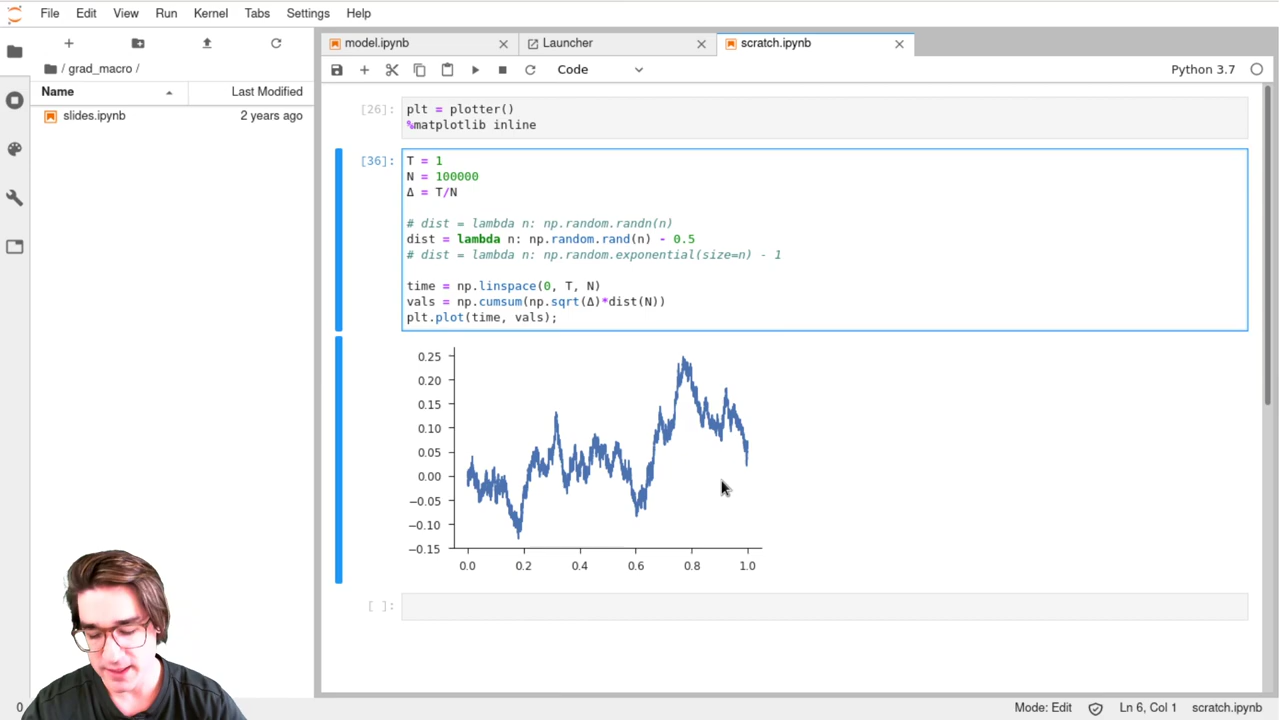 File Edit View Run Kernel Tabs Settings Help
model.ipynb
Launcher
scratch.ipynb
Code
Python 3.7
/ grad_macro /
Name
Last Modified
slides.ipynb
2 years ago
[26]:
plt = plotter()
%matplotlib inline
[36]:
T = 1
N = 100000
Δ = T/N
# dist = lambda n: np.random.randn(n)
dist = lambda n: np.random.rand(n) - 0.5
# dist = lambda n: np.random.exponential(size=n) - 1
time = np.linspace(0, T, N)
vals = np.cumsum(np.sqrt(Δ)*dist(N))
plt.plot(time, vals);
0.25
0.20
0.15
0.10
0.05
0.00
−0.05
−0.10
−0.15
0.0 0.2 0.4 0.6 0.8 1.0
[ ]:
0
Mode: Edit
Ln 6, Col 1
scratch.ipynb